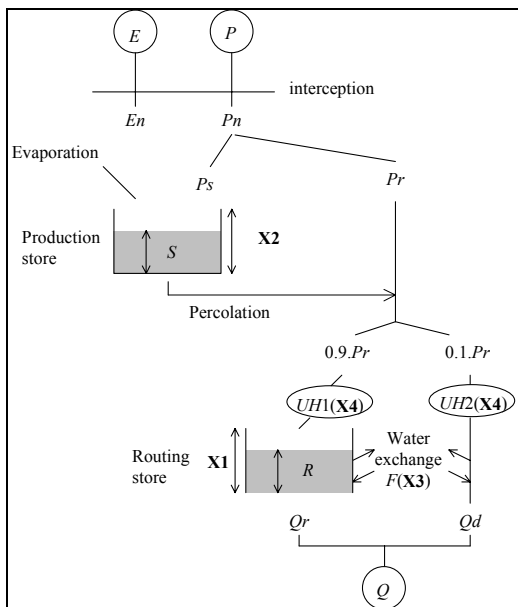 E P
interception
En Pn
Evaporation
Ps Pr
Production
store
S
X2
Percolation
0.9.Pr 0.1.Pr
UH1(X4) UH2(X4)
Routing
store
X1
R
Water
exchange
F(X3)
Qr Qd
Q